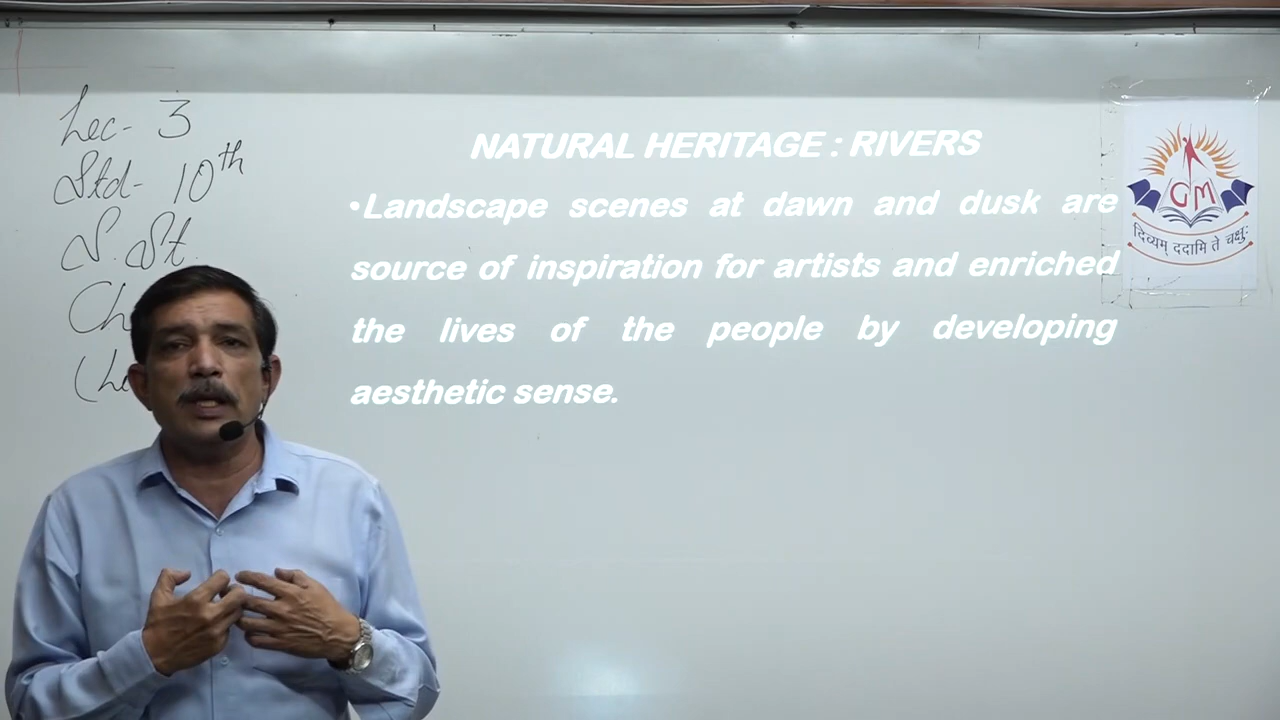 Lec- 3
Std- 10th
S. St.
Ch
NATURAL HERITAGE : RIVERS
•Landscape scenes at dawn and dusk are
source of inspiration for artists and enriched
the lives of the people by developing
aesthetic sense.
GM
दिव्यम् ददामि ते चक्षुः